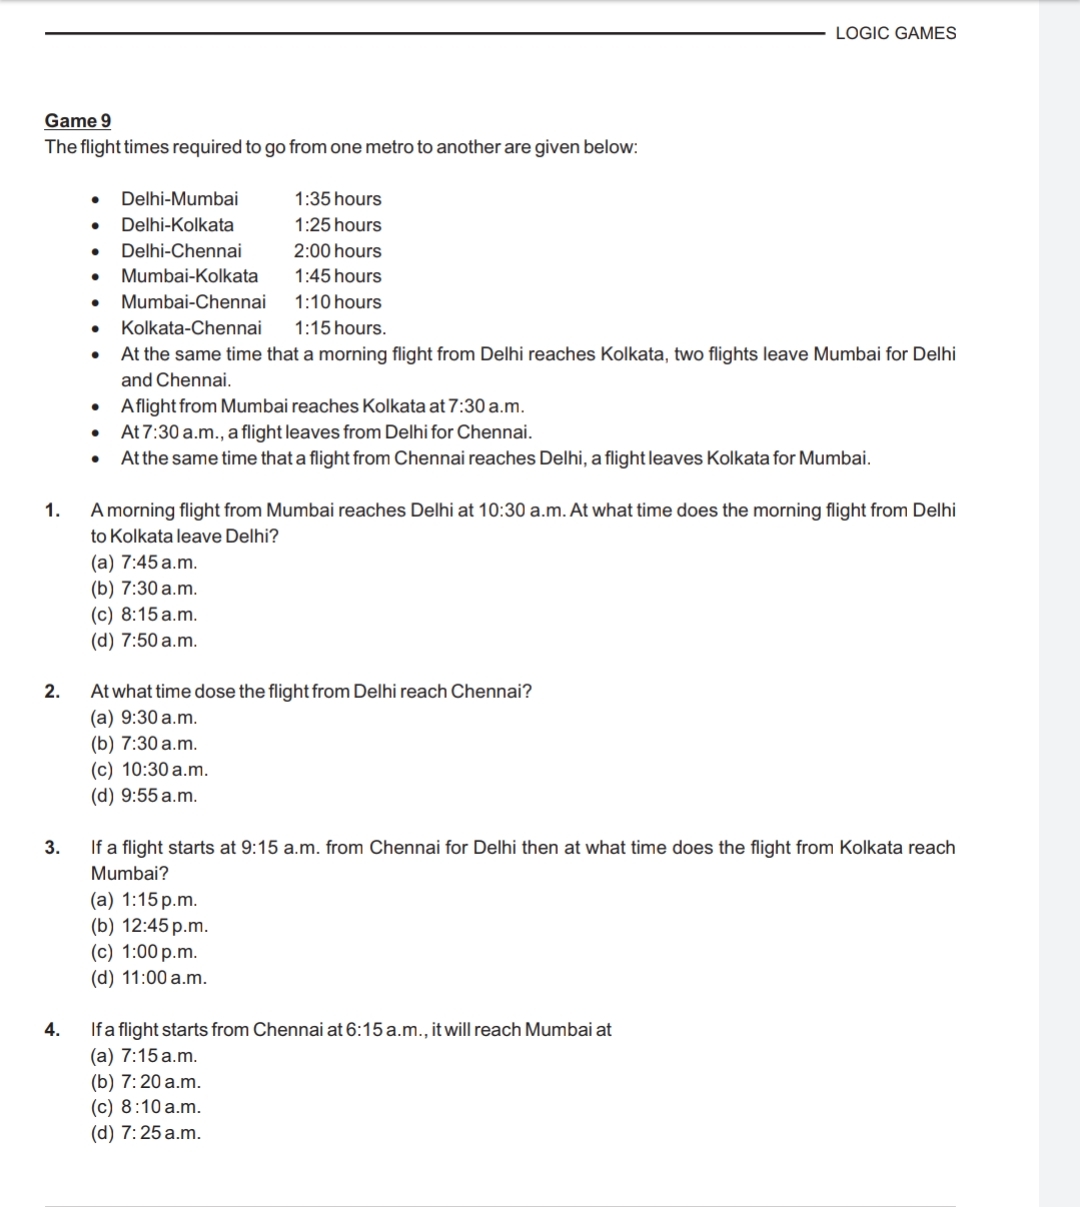 LOGIC GAMES
Game 9
The flight times required to go from one metro to another are given below:
• Delhi-Mumbai 1:35 hours
• Delhi-Kolkata 1:25 hours
• Delhi-Chennai 2:00 hours
• Mumbai-Kolkata 1:45 hours
• Mumbai-Chennai 1:10 hours
• Kolkata-Chennai 1:15 hours.
• At the same time that a morning flight from Delhi reaches Kolkata, two flights leave Mumbai for Delhi
and Chennai.
• A flight from Mumbai reaches Kolkata at 7:30 a.m.
• At 7:30 a.m., a flight leaves from Delhi for Chennai.
• At the same time that a flight from Chennai reaches Delhi, a flight leaves Kolkata for Mumbai.
1. A morning flight from Mumbai reaches Delhi at 10:30 a.m. At what time does the morning flight from Delhi
to Kolkata leave Delhi?
(a) 7:45 a.m.
(b) 7:30 a.m.
(c) 8:15 a.m.
(d) 7:50 a.m.
2. At what time dose the flight from Delhi reach Chennai?
(a) 9:30 a.m.
(b) 7:30 a.m.
(c) 10:30 a.m.
(d) 9:55 a.m.
3. If a flight starts at 9:15 a.m. from Chennai for Delhi then at what time does the flight from Kolkata reach
Mumbai?
(a) 1:15 p.m.
(b) 12:45 p.m.
(c) 1:00 p.m.
(d) 11:00 a.m.
4. If a flight starts from Chennai at 6:15 a.m., it will reach Mumbai at
(a) 7:15 a.m.
(b) 7: 20 a.m.
(c) 8 :10 a.m.
(d) 7: 25 a.m.